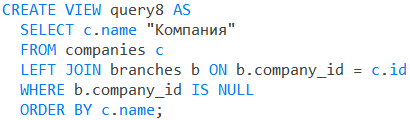 CREATE VIEW query8 AS
SELECT c.name "Компания"
FROM companies c
LEFT JOIN branches b ON b.company_id = c.id
WHERE b.company_id IS NULL
ORDER BY c.name;